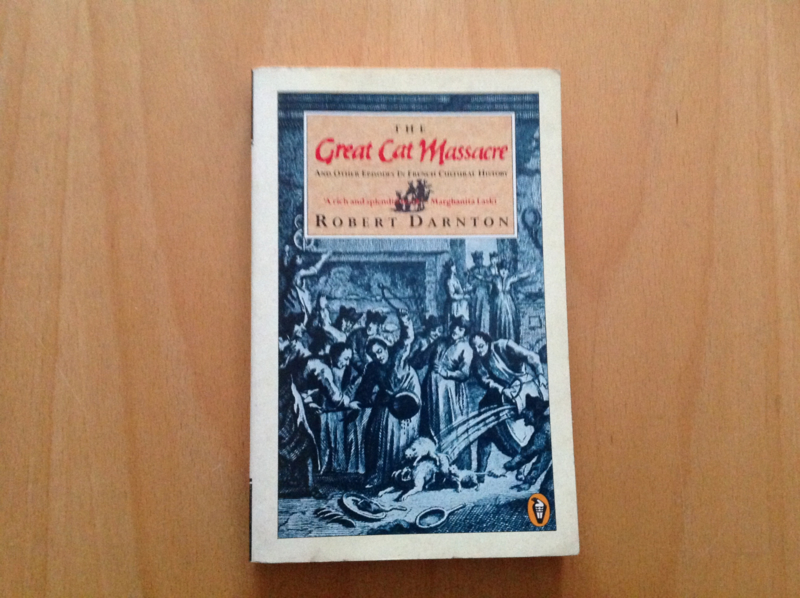 THE
Great Cat Massacre
AND OTHER EPISODES IN FRENCH CULTURAL HISTORY
'A rich and splendid Marghanita Laski
ROBERT DARNTON